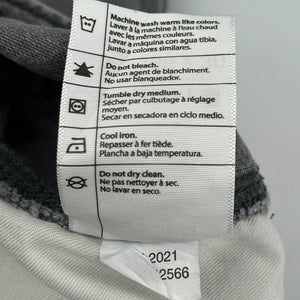 Machine wash warm like colors.
Laver à la machine à l'eau chaud
avec les mêmes couleurs.
Lavar a máquina con agua tibia,
junto a colores similares.
Do not bleach.
Aucun agent de blanchiment.
No usar blanqueador.
Tumble dry medium.
Sécher par culbutage à réglage
moyen.
Secar en secadora en ciclo medio.
Cool iron.
Repasser à fer tiède.
Plancha a baja temperatura.
Do not dry clean.
Ne pas nettoyer à sec.
No lavar en seco.
2021
2566